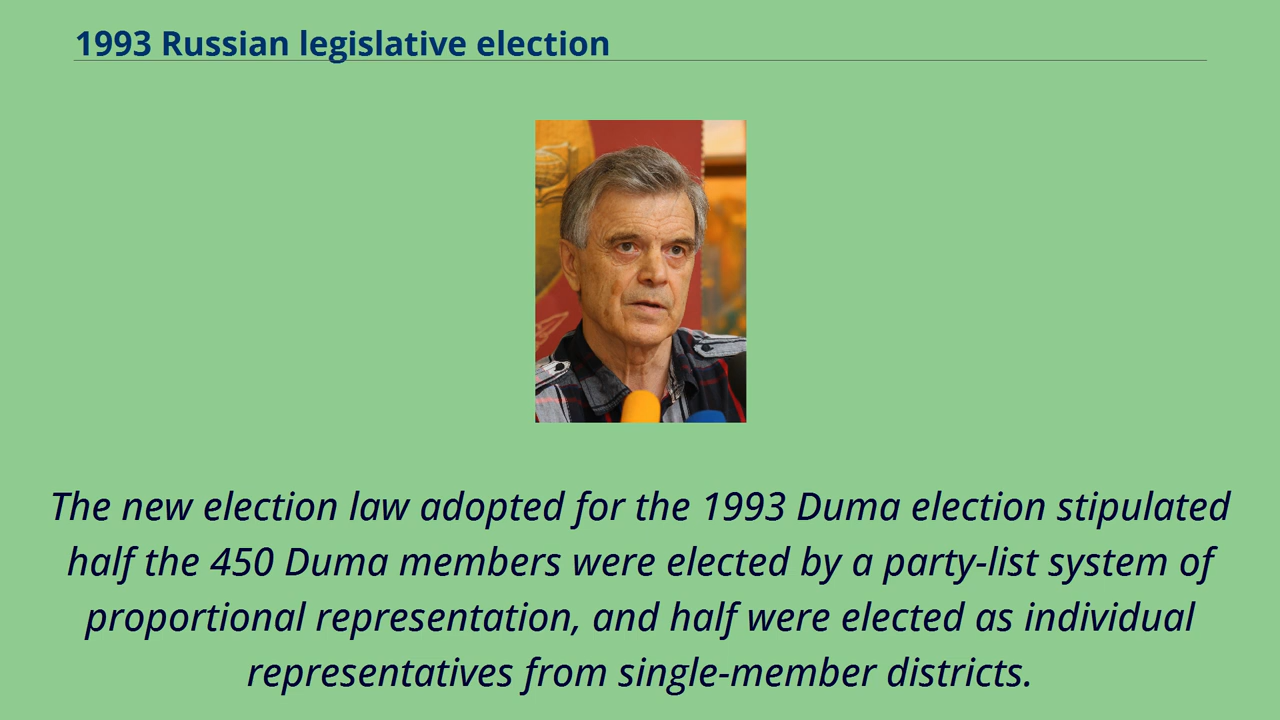 1993 Russian legislative election
The new election law adopted for the 1993 Duma election stipulated
half the 450 Duma members were elected by a party-list system of
proportional representation, and half were elected as individual
representatives from single-member districts.